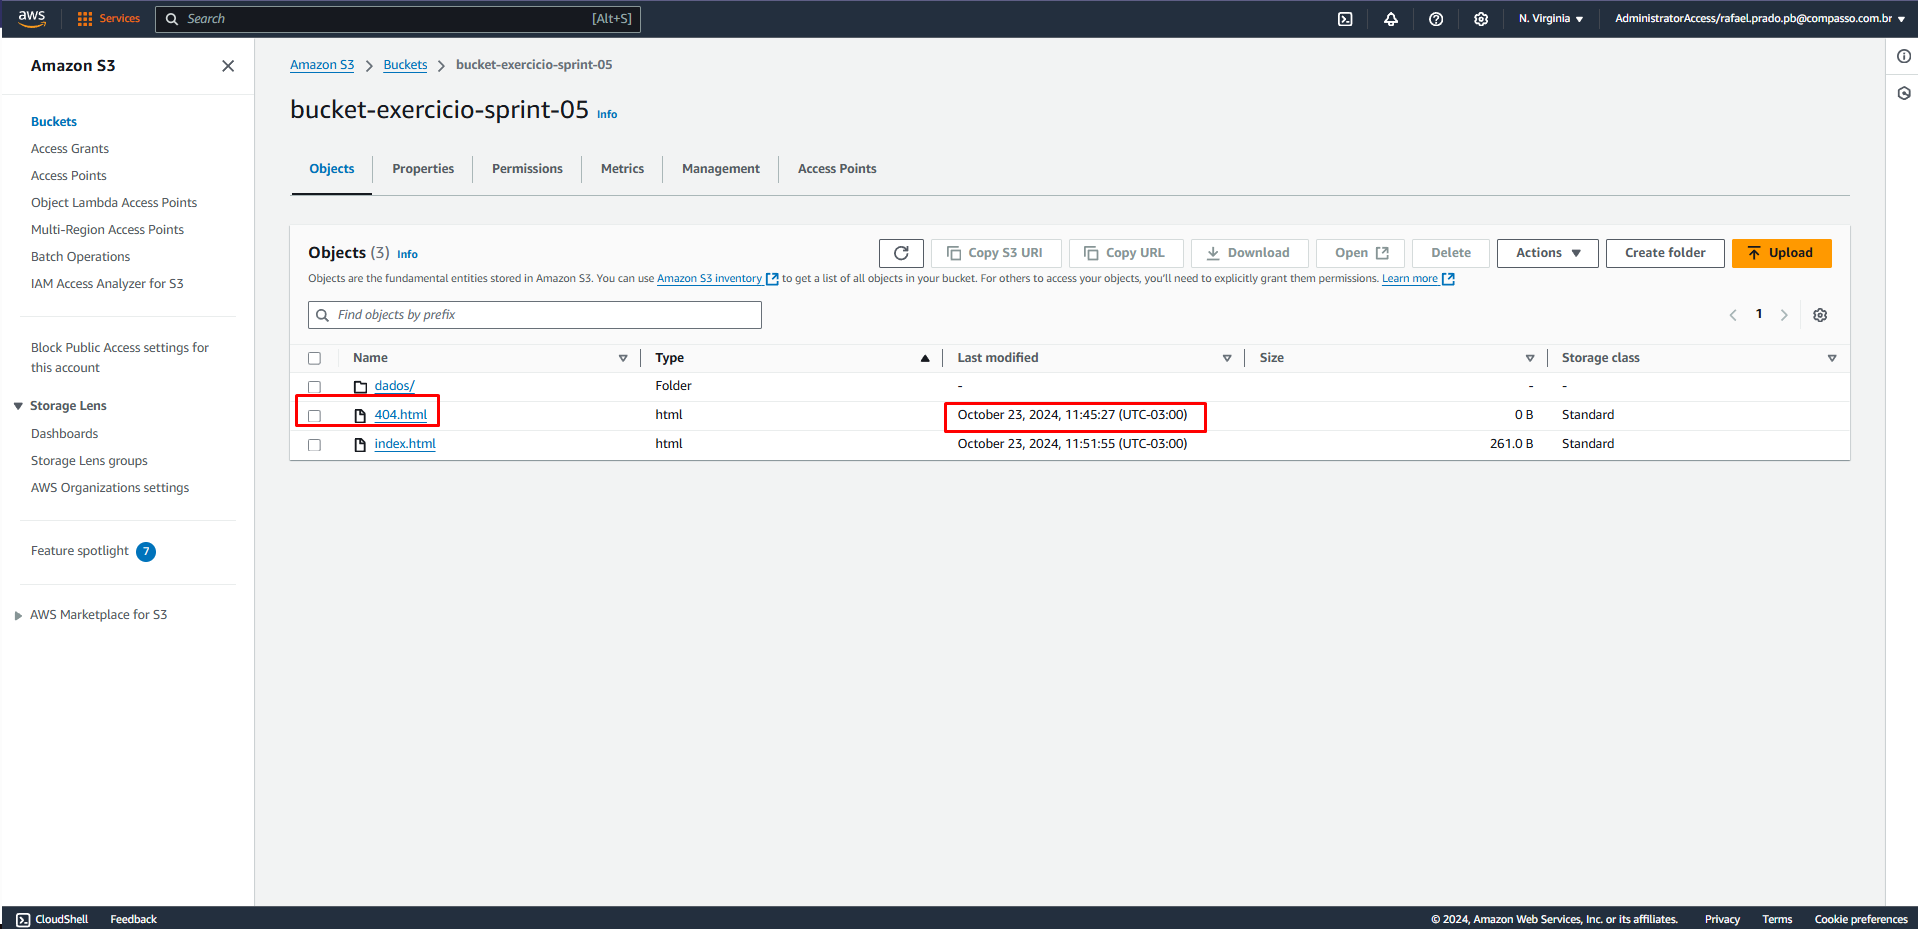 aws Services Search [Alt+S] N. Virginia AdministratorAccess/rafael.prado.pb@compasso.com.br
Amazon S3
Buckets
Access Grants
Access Points
Object Lambda Access Points
Multi-Region Access Points
Batch Operations
IAM Access Analyzer for S3
Block Public Access settings for
this account
Storage Lens
Dashboards
Storage Lens groups
AWS Organizations settings
Feature spotlight 7
AWS Marketplace for S3
Amazon S3 Buckets bucket-exercicio-sprint-05
bucket-exercicio-sprint-05 Info
Objects Properties Permissions Metrics Management Access Points
Objects (3) Info Copy S3 URI Copy URL Download Open Delete Actions Create folder Upload
Objects are the fundamental entities stored in Amazon S3. You can use Amazon S3 inventory to get a list of all objects in your bucket. For others to access your objects, you'll need to explicitly grant them permissions. Learn more
Find objects by prefix 1
Name Type Last modified Size Storage class
dados/ Folder - - -
404.html html October 23, 2024, 11:45:27 (UTC-03:00) 0 B Standard
index.html html October 23, 2024, 11:51:55 (UTC-03:00) 261.0 B Standard
CloudShell Feedback © 2024, Amazon Web Services, Inc. or its affiliates. Privacy Terms Cookie preferences